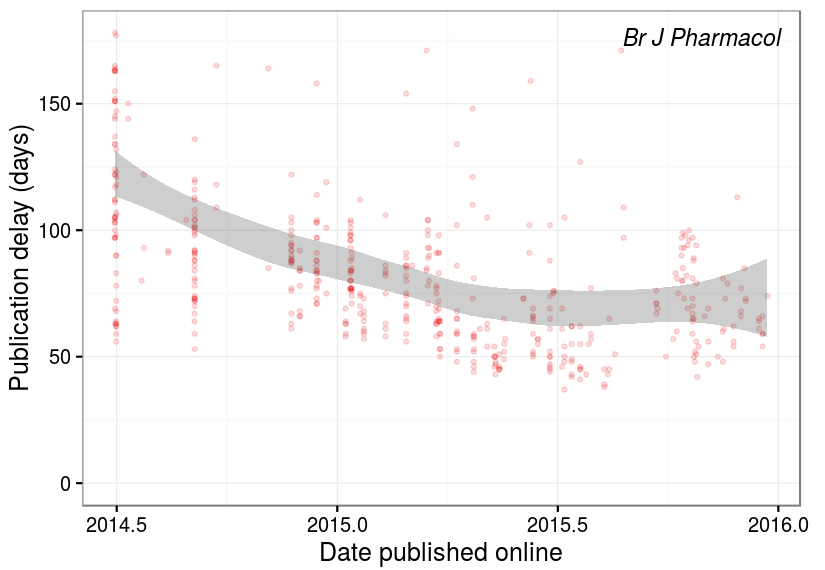 Br J Pharmacol
Publication delay (days)
150
100
50
0
2014.5 2015.0 2015.5 2016.0
Date published online